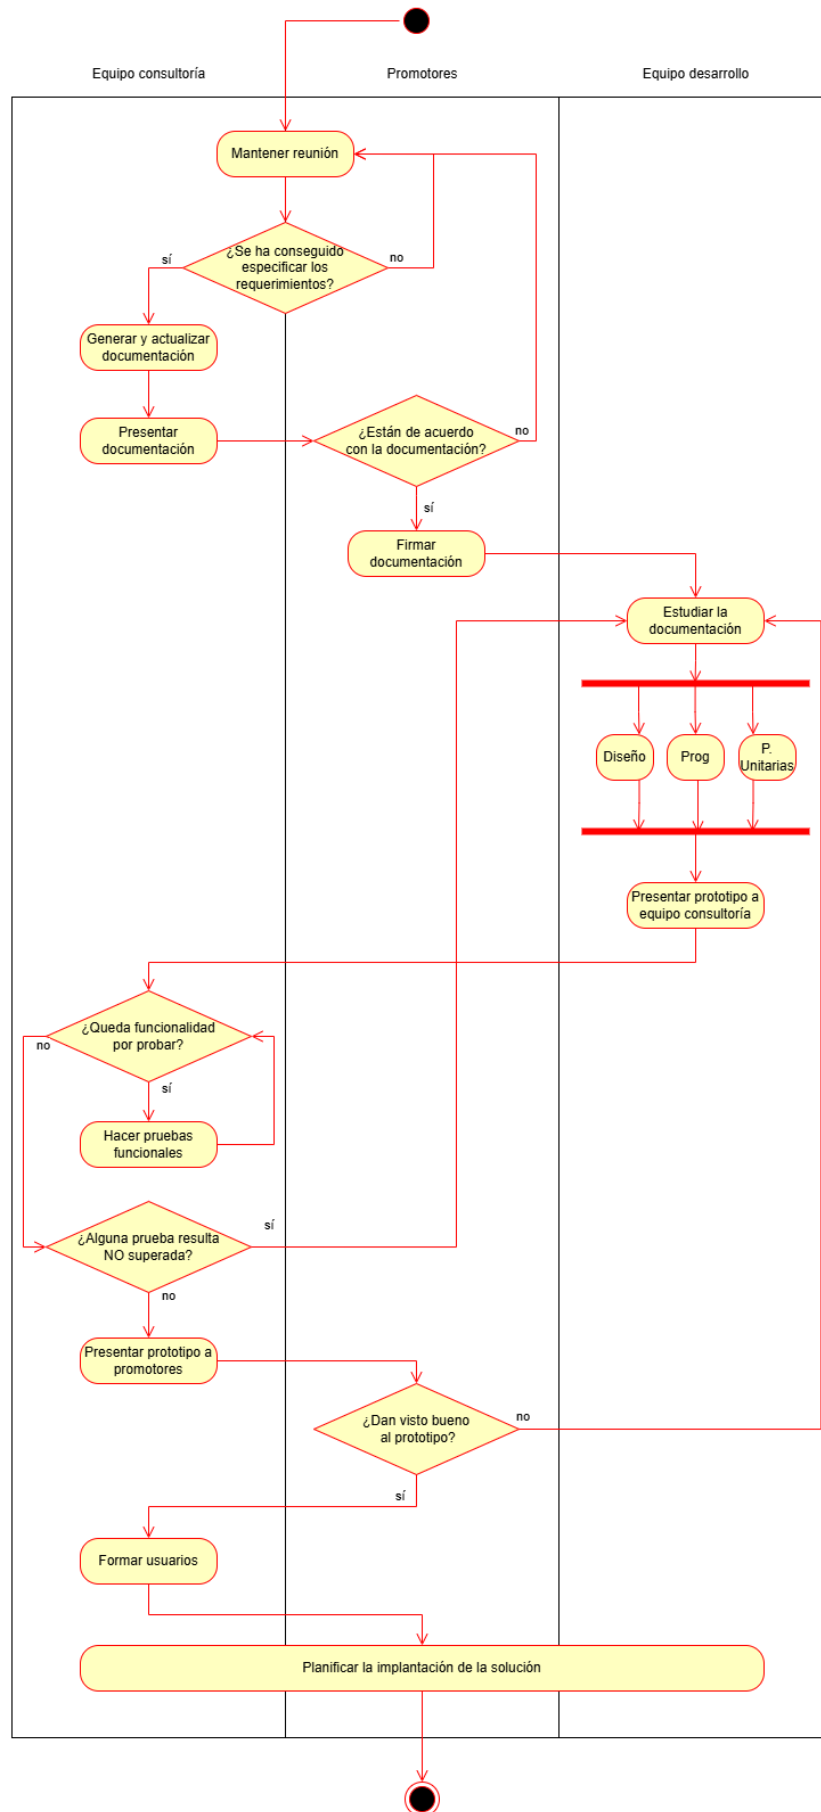 Equipo consultoría
Promotores
Equipo desarrollo
Mantener reunión
¿Se ha conseguido
especificar los
requerimientos?
sí
no
Generar y actualizar
documentación
Presentar
documentación
¿Están de acuerdo
con la documentación?
no
sí
Firmar
documentación
Estudiar la
documentación
Diseño
Prog
P.
Unitarias
Presentar prototipo a
equipo consultoría
¿Queda funcionalidad
por probar?
no
sí
Hacer pruebas
funcionales
¿Alguna prueba resulta
NO superada?
sí
no
Presentar prototipo a
promotores
¿Dan visto bueno
al prototipo?
no
sí
Formar usuarios
Planificar la implantación de la solución